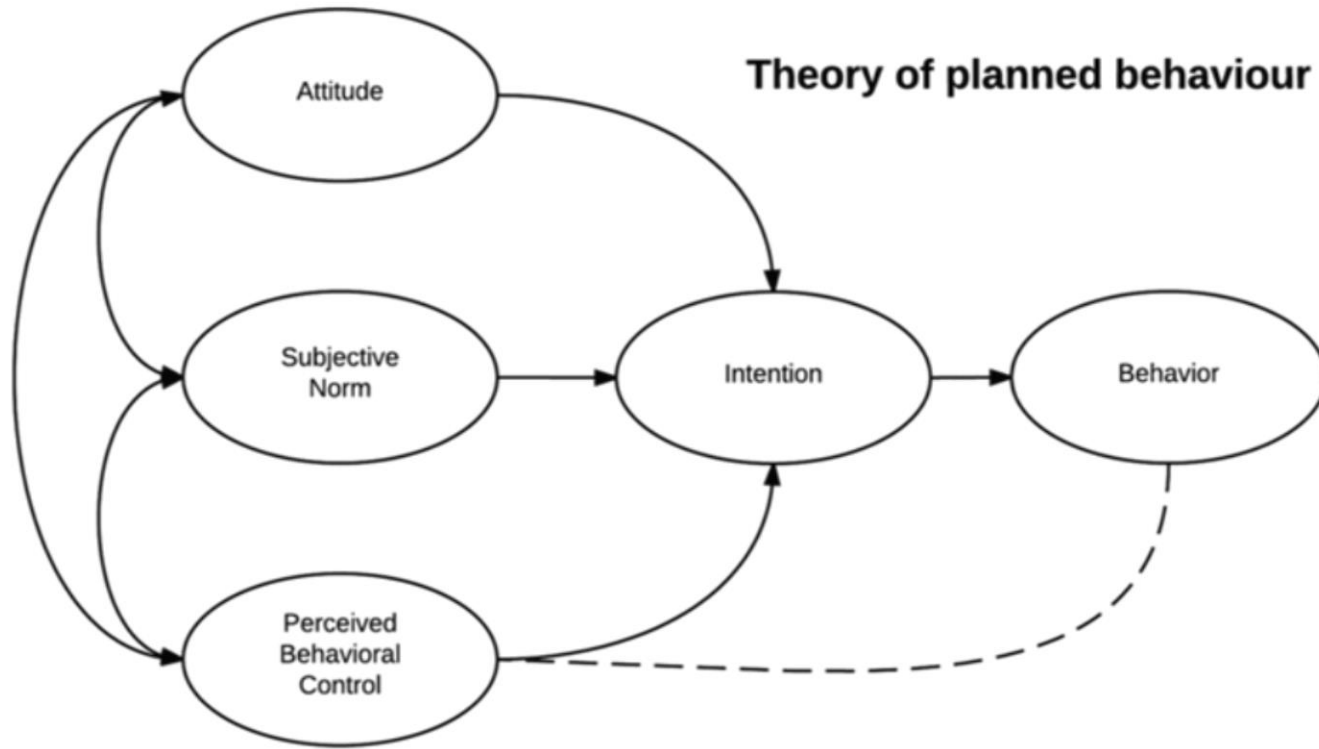 Theory of planned behaviour
Attitude
Subjective
Norm
Intention
Behavior
Perceived
Behavioral
Control